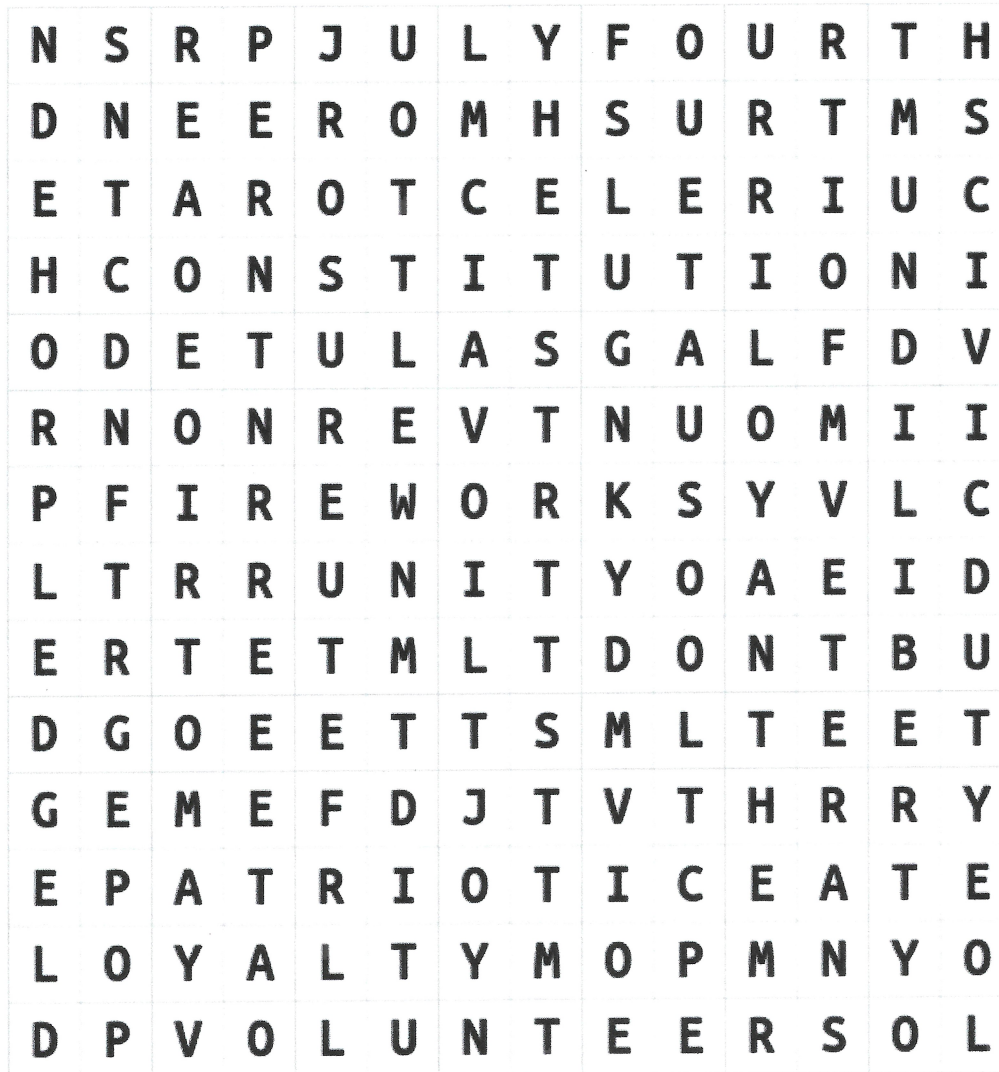 N S R P J U L Y F O U R T H
D N E E R O M H S U R T M S
E T A R O T C E L E R I U C
H C O N S T I T U T I O N I
O D E T U L A S G A L F D V
R N O N R E V T N U O M I I
P F I R E W O R K S Y V L C
L T R R U N I T Y O A E I D
E R T E T M L T D O N T B U
D G O E E T T S M L T E E T
G E M E F D J T V T H R R Y
E P A T R I O T I C E A T E
L O Y A L T Y M O P M N Y O
D P V O L U N T E E R S O L